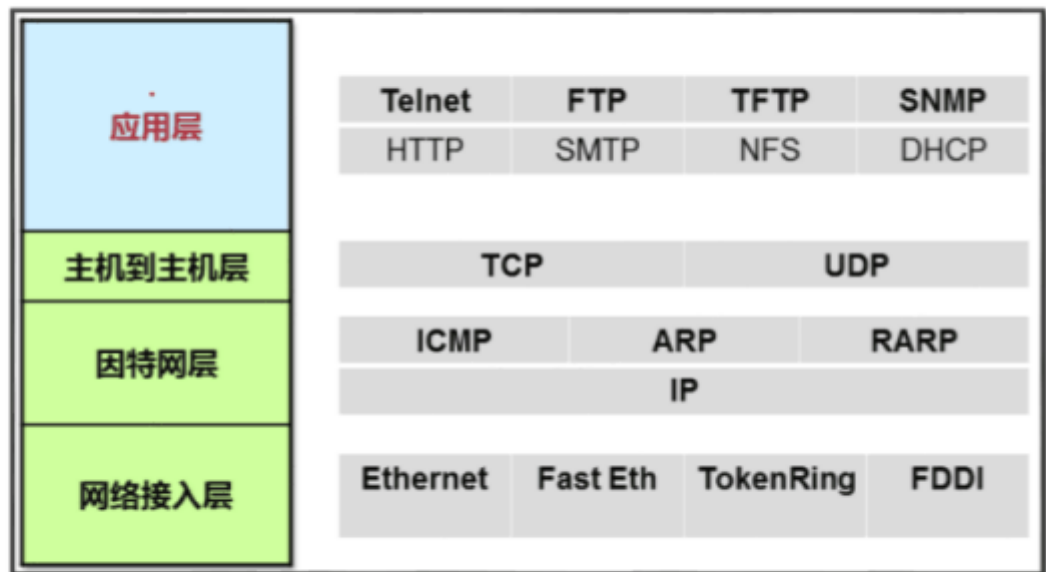 应用层
Telnet FTP TFTP SNMP
HTTP SMTP NFS DHCP
主机到主机层
TCP UDP
因特网层
ICMP ARP RARP
IP
网络接入层
Ethernet Fast Eth TokenRing FDDI